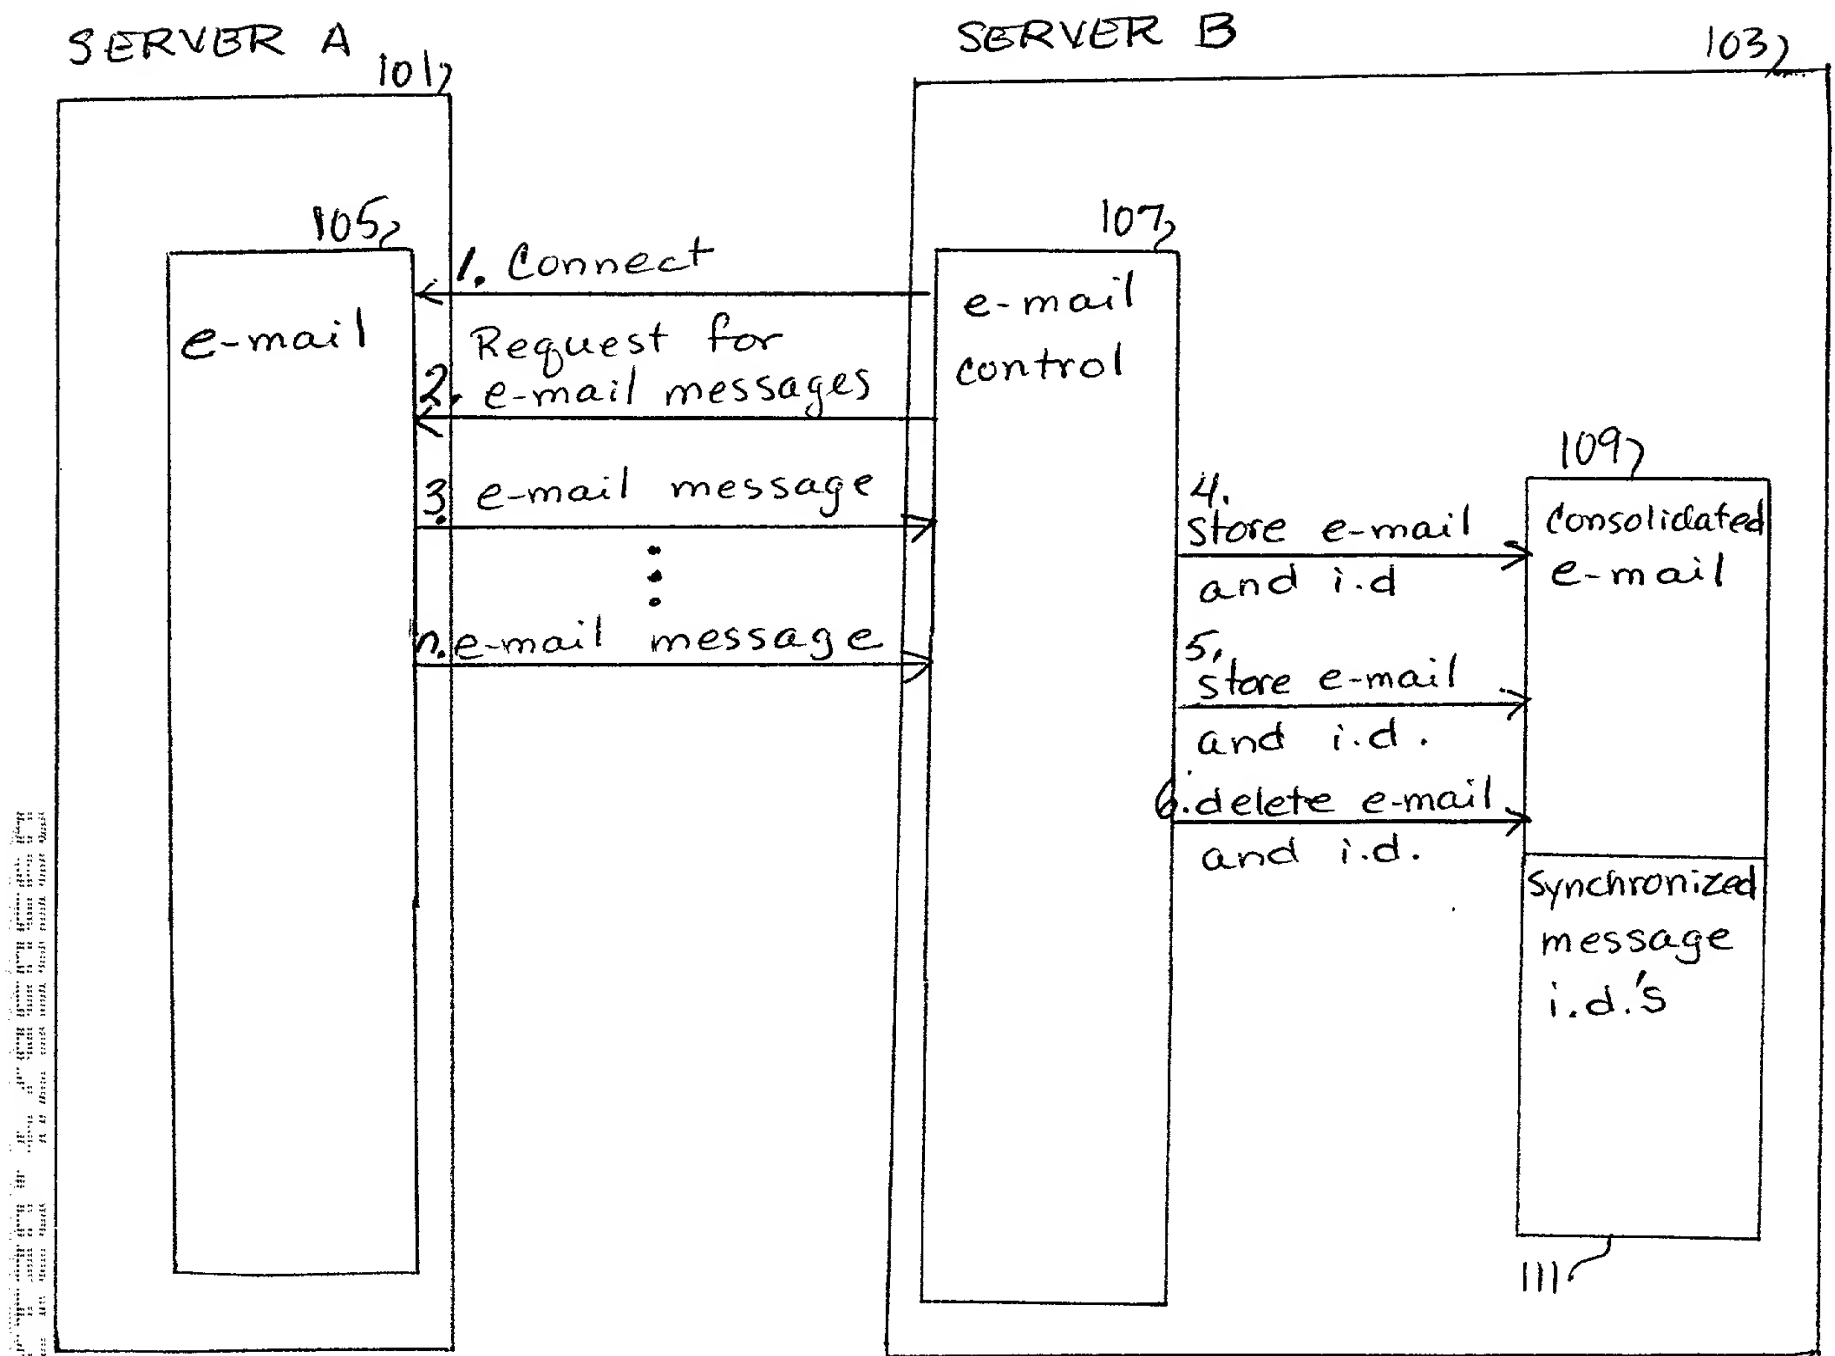 SERVER A
101
SERVER B
103
105
e-mail
107
e-mail
control
1. Connect
Request for
2. e-mail messages
3. e-mail message
n. e-mail message
4.
store e-mail
and i.d
5.
store e-mail
and i.d.
6. delete e-mail
and i.d.
109
Consolidated
e-mail
synchronized
message
i.d.'s
111